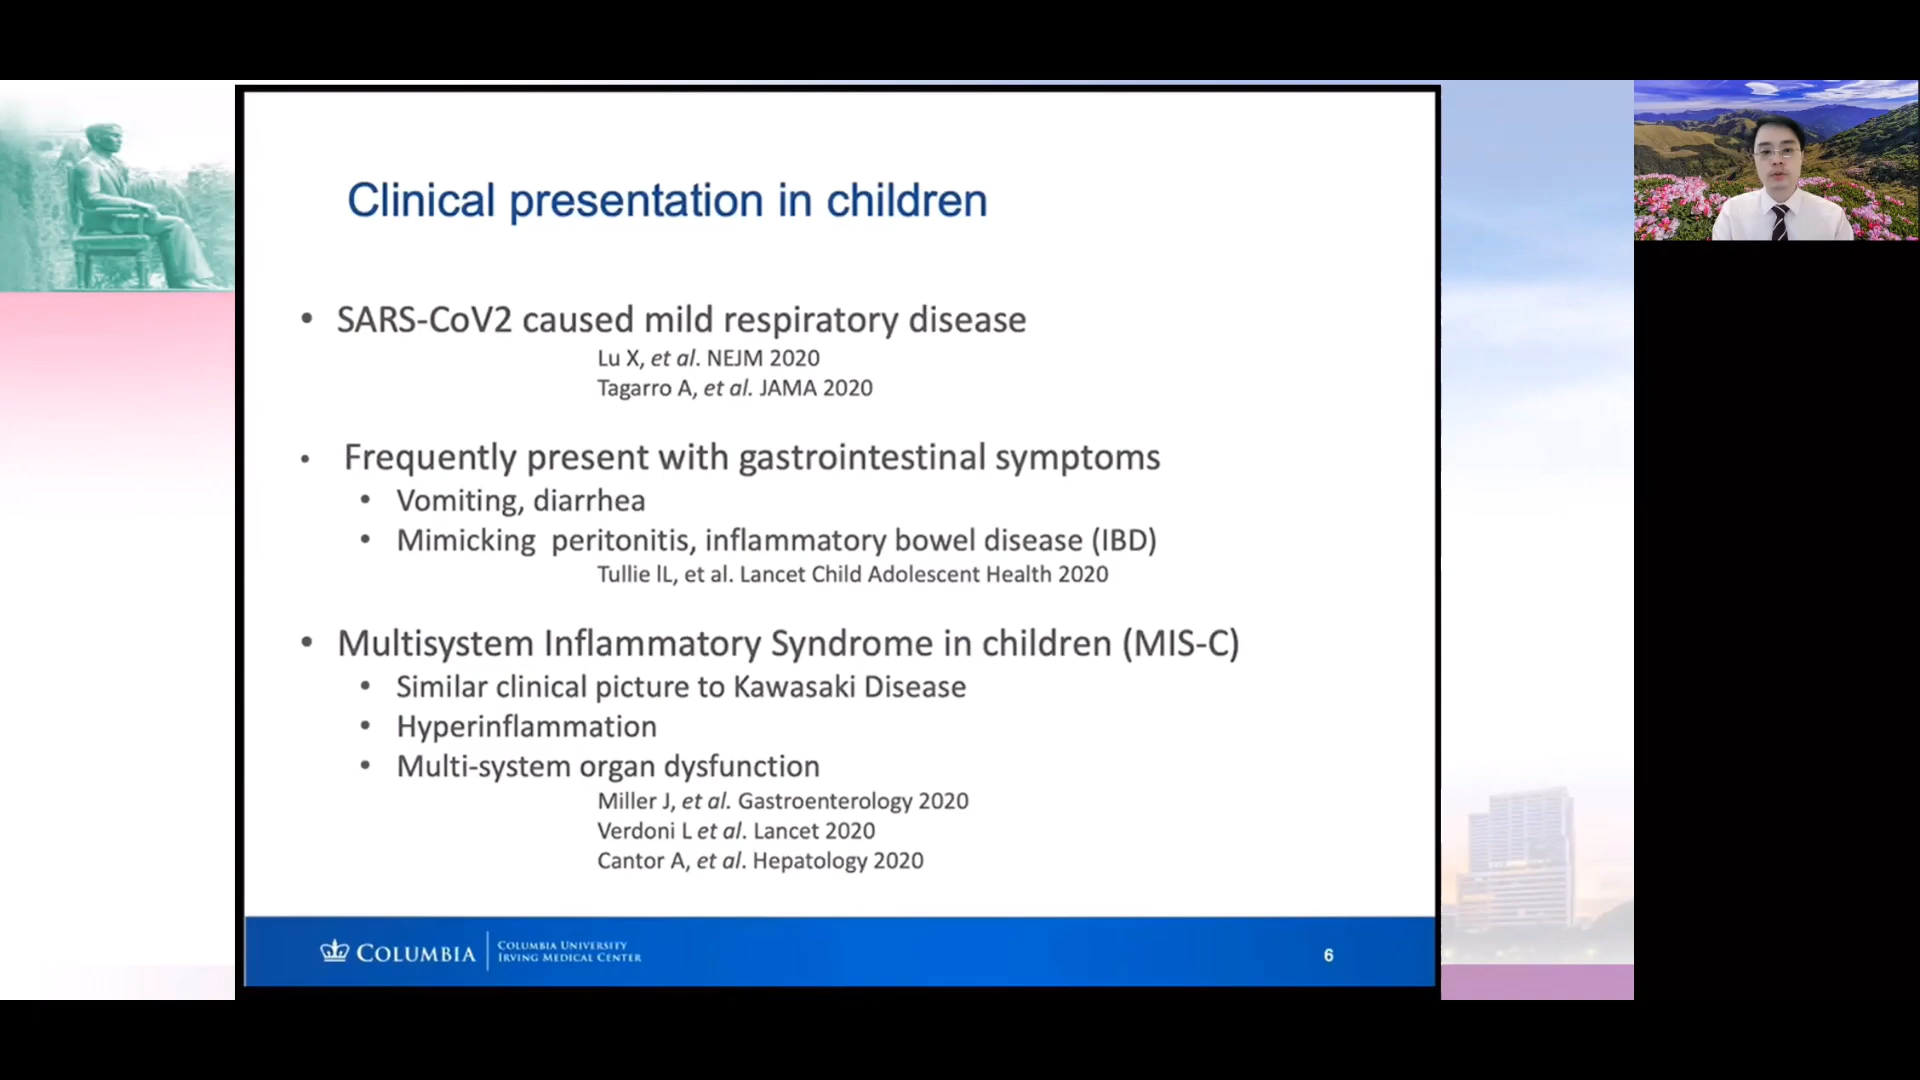 Clinical presentation in children
• SARS-CoV2 caused mild respiratory disease
Lu X, et al. NEJM 2020
Tagarro A, et al. JAMA 2020
• Frequently present with gastrointestinal symptoms
• Vomiting, diarrhea
• Mimicking peritonitis, inflammatory bowel disease (IBD)
Tullie lL, et al. Lancet Child Adolescent Health 2020
• Multisystem Inflammatory Syndrome in children (MIS-C)
• Similar clinical picture to Kawasaki Disease
• Hyperinflammation
• Multi-system organ dysfunction
Miller J, et al. Gastroenterology 2020
Verdoni L et al. Lancet 2020
Cantor A, et al. Hepatology 2020
COLUMBIA
COLUMBIA UNIVERSITY
IRVING MEDICAL CENTER
6